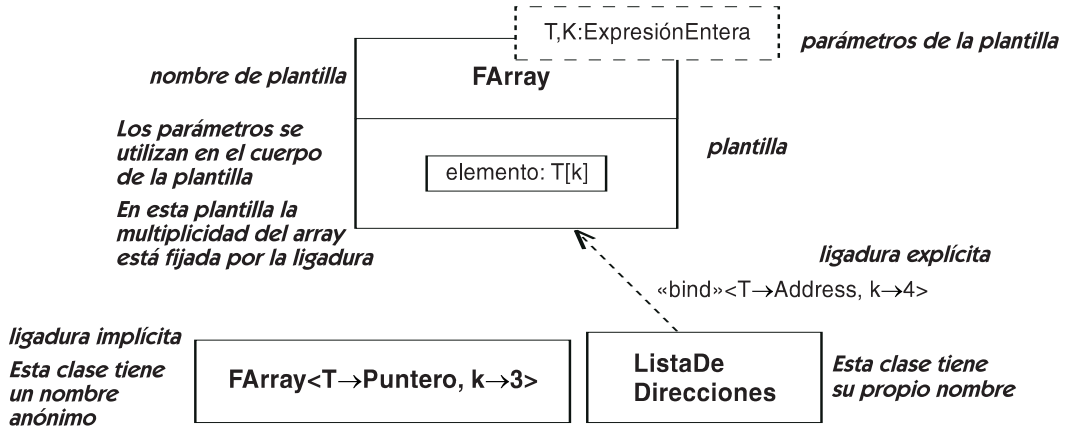 T,K:ExpresiónEntera
parámetros de la plantilla
nombre de plantilla
FArray
Los parámetros se
utilizan en el cuerpo
de la plantilla
plantilla
elemento: T[k]
En esta plantilla la
multiplicidad del array
está fijada por la ligadura
ligadura explícita
«bind»<T→Address, k→4>
ligadura implícita
Esta clase tiene
un nombre
anónimo
FArray<T→Puntero, k→3>
ListaDe
Direcciones
Esta clase tiene
su propio nombre